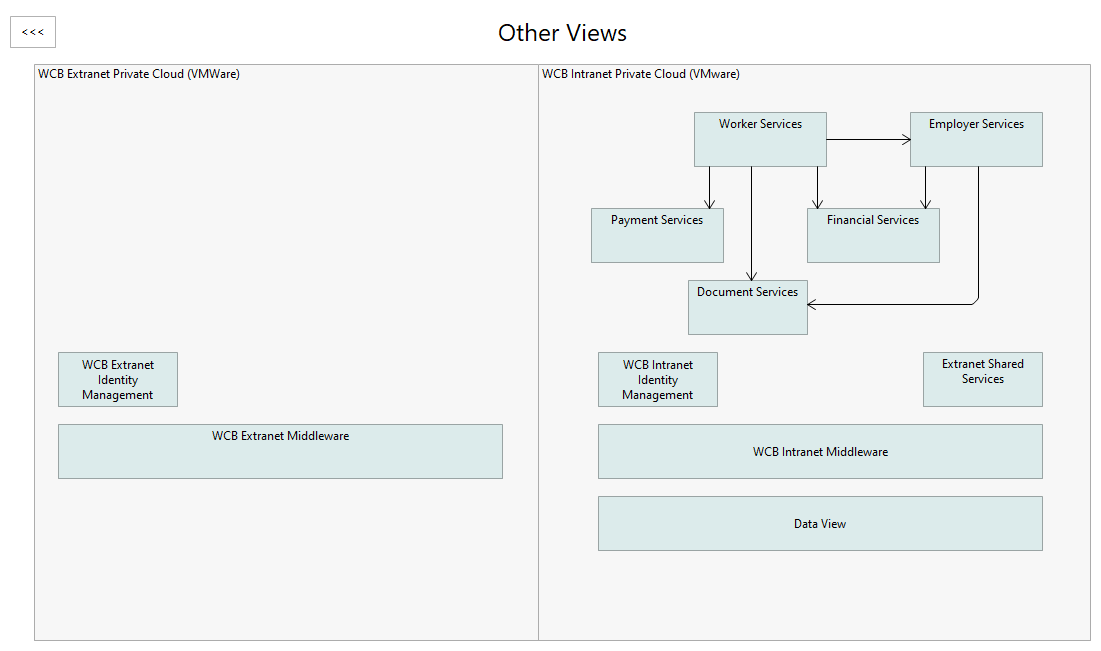 <<<
Other Views
WCB Extranet Private Cloud (VMWare)
WCB Intranet Private Cloud (VMware)
Worker Services
Employer Services
Payment Services
Financial Services
Document Services
WCB Extranet
Identity
Management
WCB Intranet
Identity
Management
Extranet Shared
Services
WCB Extranet Middleware
WCB Intranet Middleware
Data View